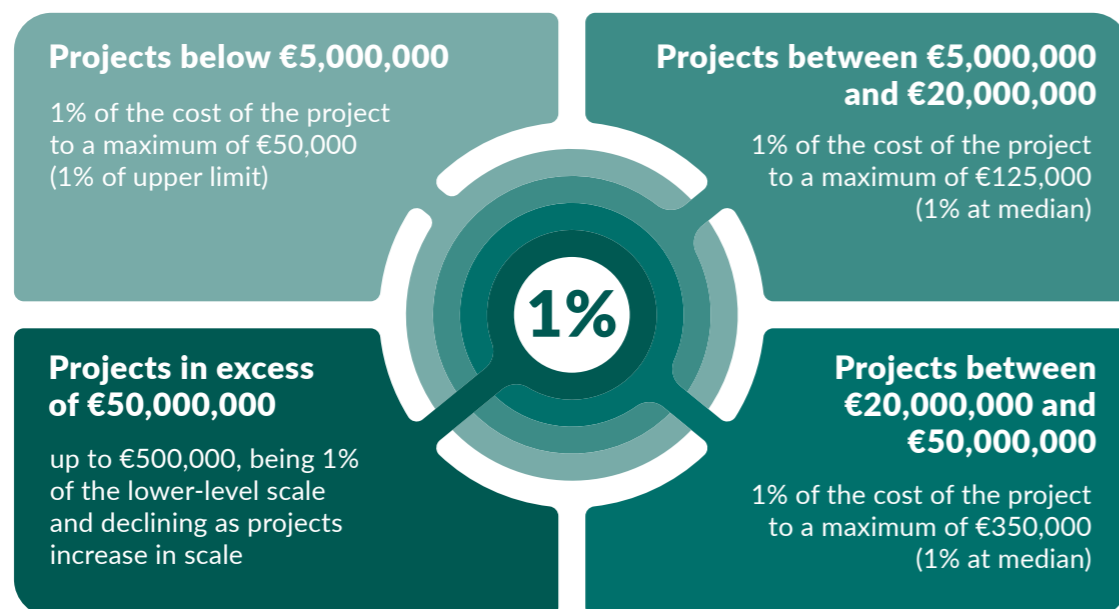 Projects below €5,000,000
1% of the cost of the project
to a maximum of €50,000
(1% of upper limit)
Projects between €5,000,000
and €20,000,000
1% of the cost of the project
to a maximum of €125,000
(1% at median)
1%
Projects in excess
of €50,000,000
up to €500,000, being 1%
of the lower-level scale
and declining as projects
increase in scale
Projects between
€20,000,000 and
€50,000,000
1% of the cost of the project
to a maximum of €350,000
(1% at median)